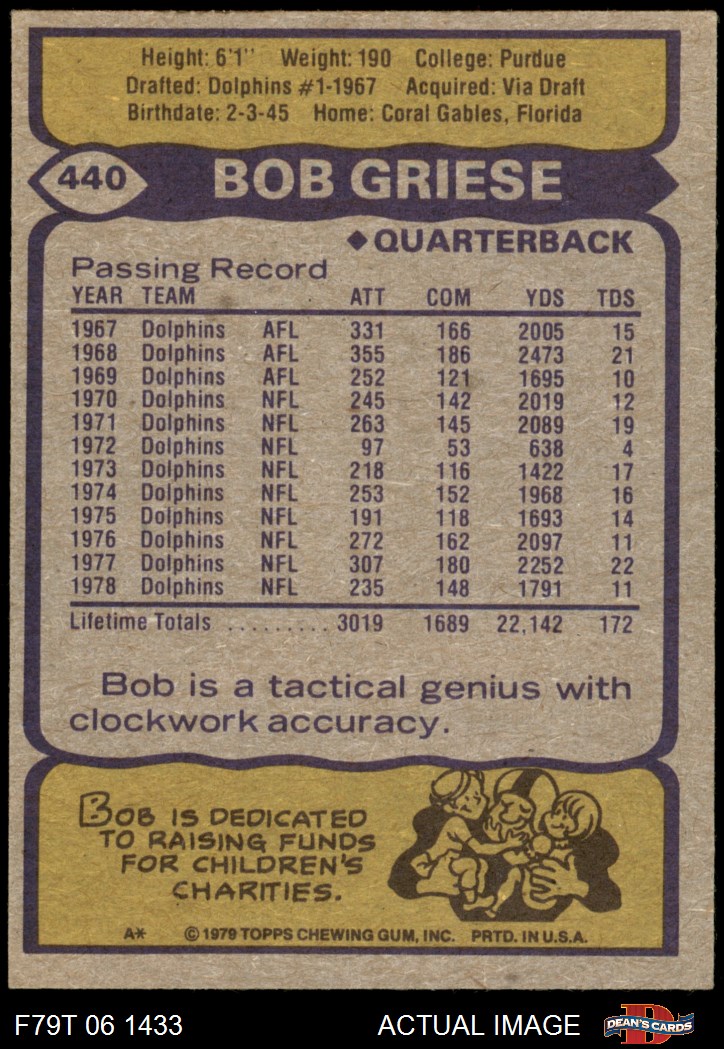 Height: 6'1" Weight: 190 College: Purdue
Drafted: Dolphins #1-1967 Acquired: Via Draft
Birthdate: 2-3-45 Home: Coral Gables, Florida
440 BOB GRIESE
◆QUARTERBACK
Passing Record
YEAR TEAM ATT COM YDS TDS
1967 Dolphins AFL 331 166 2005 15
1968 Dolphins AFL 355 186 2473 21
1969 Dolphins AFL 252 121 1695 10
1970 Dolphins NFL 245 142 2019 12
1971 Dolphins NFL 263 145 2089 19
1972 Dolphins NFL 97 53 638 4
1973 Dolphins NFL 218 116 1422 17
1974 Dolphins NFL 253 152 1968 16
1975 Dolphins NFL 191 118 1693 14
1976 Dolphins NFL 272 162 2097 11
1977 Dolphins NFL 307 180 2252 22
1978 Dolphins NFL 235 148 1791 11
Lifetime Totals ......... 3019 1689 22,142 172
Bob is a tactical genius with
clockwork accuracy.
BOB IS DEDICATED
TO RAISING FUNDS
FOR CHILDREN'S
CHARITIES.
A* © 1979 TOPPS CHEWING GUM, INC. PRTD. IN U.S.A.
F79T 06 1433 ACTUAL IMAGE D DEAN'S CARDS